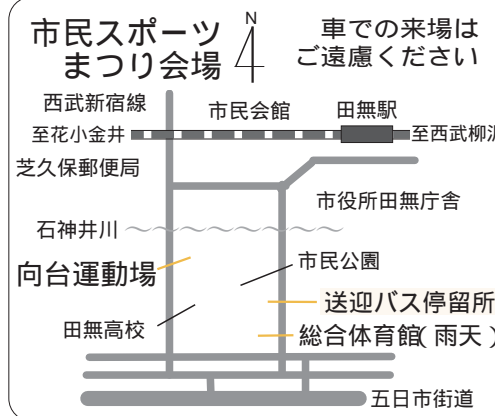 市民スポーツ
まつり会場
N
車での来場は
ご遠慮ください
西武新宿線
市民会館
田無駅
至花小金井
至西武柳沢
芝久保郵便局
市役所田無庁舎
石神井川
向台運動場
市民公園
送迎バス停留所
田無高校
総合体育館(雨天)
五日市街道